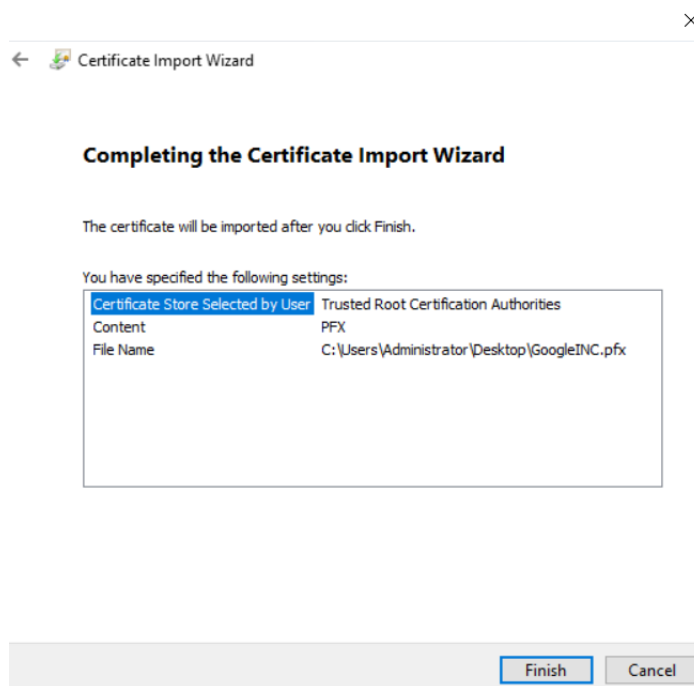 Certificate Import Wizard
Completing the Certificate Import Wizard
The certificate will be imported after you click Finish.
You have specified the following settings:
Certificate Store Selected by User Trusted Root Certification Authorities
Content PFX
File Name C:\Users\Administrator\Desktop\GoogleINC.pfx
Finish Cancel